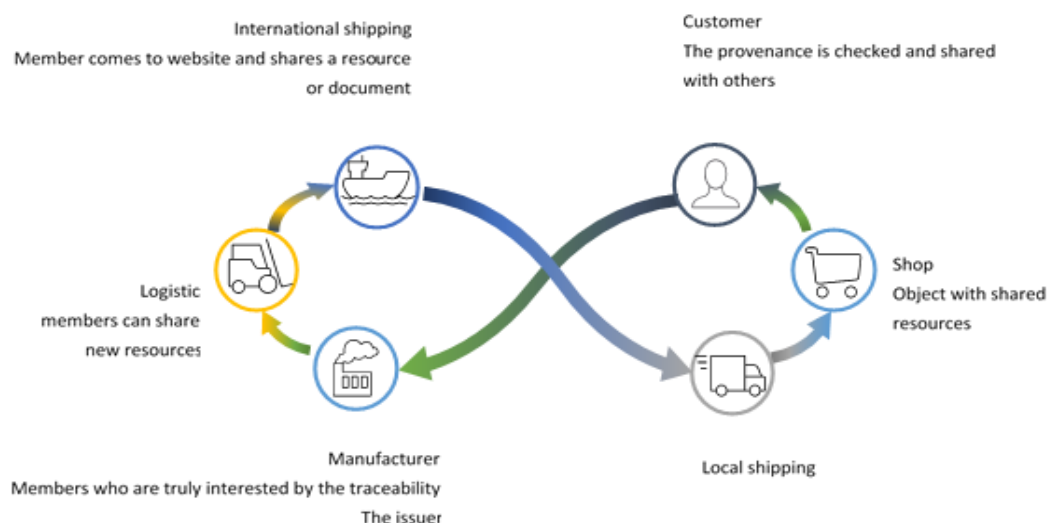 International shipping
Member comes to website and shares a resource
or document
Customer
The provenance is checked and shared
with others
Logistic
members can share
new resources
Shop
Object with shared
resources
Manufacturer
Members who are truly interested by the traceability
The issuer
Local shipping